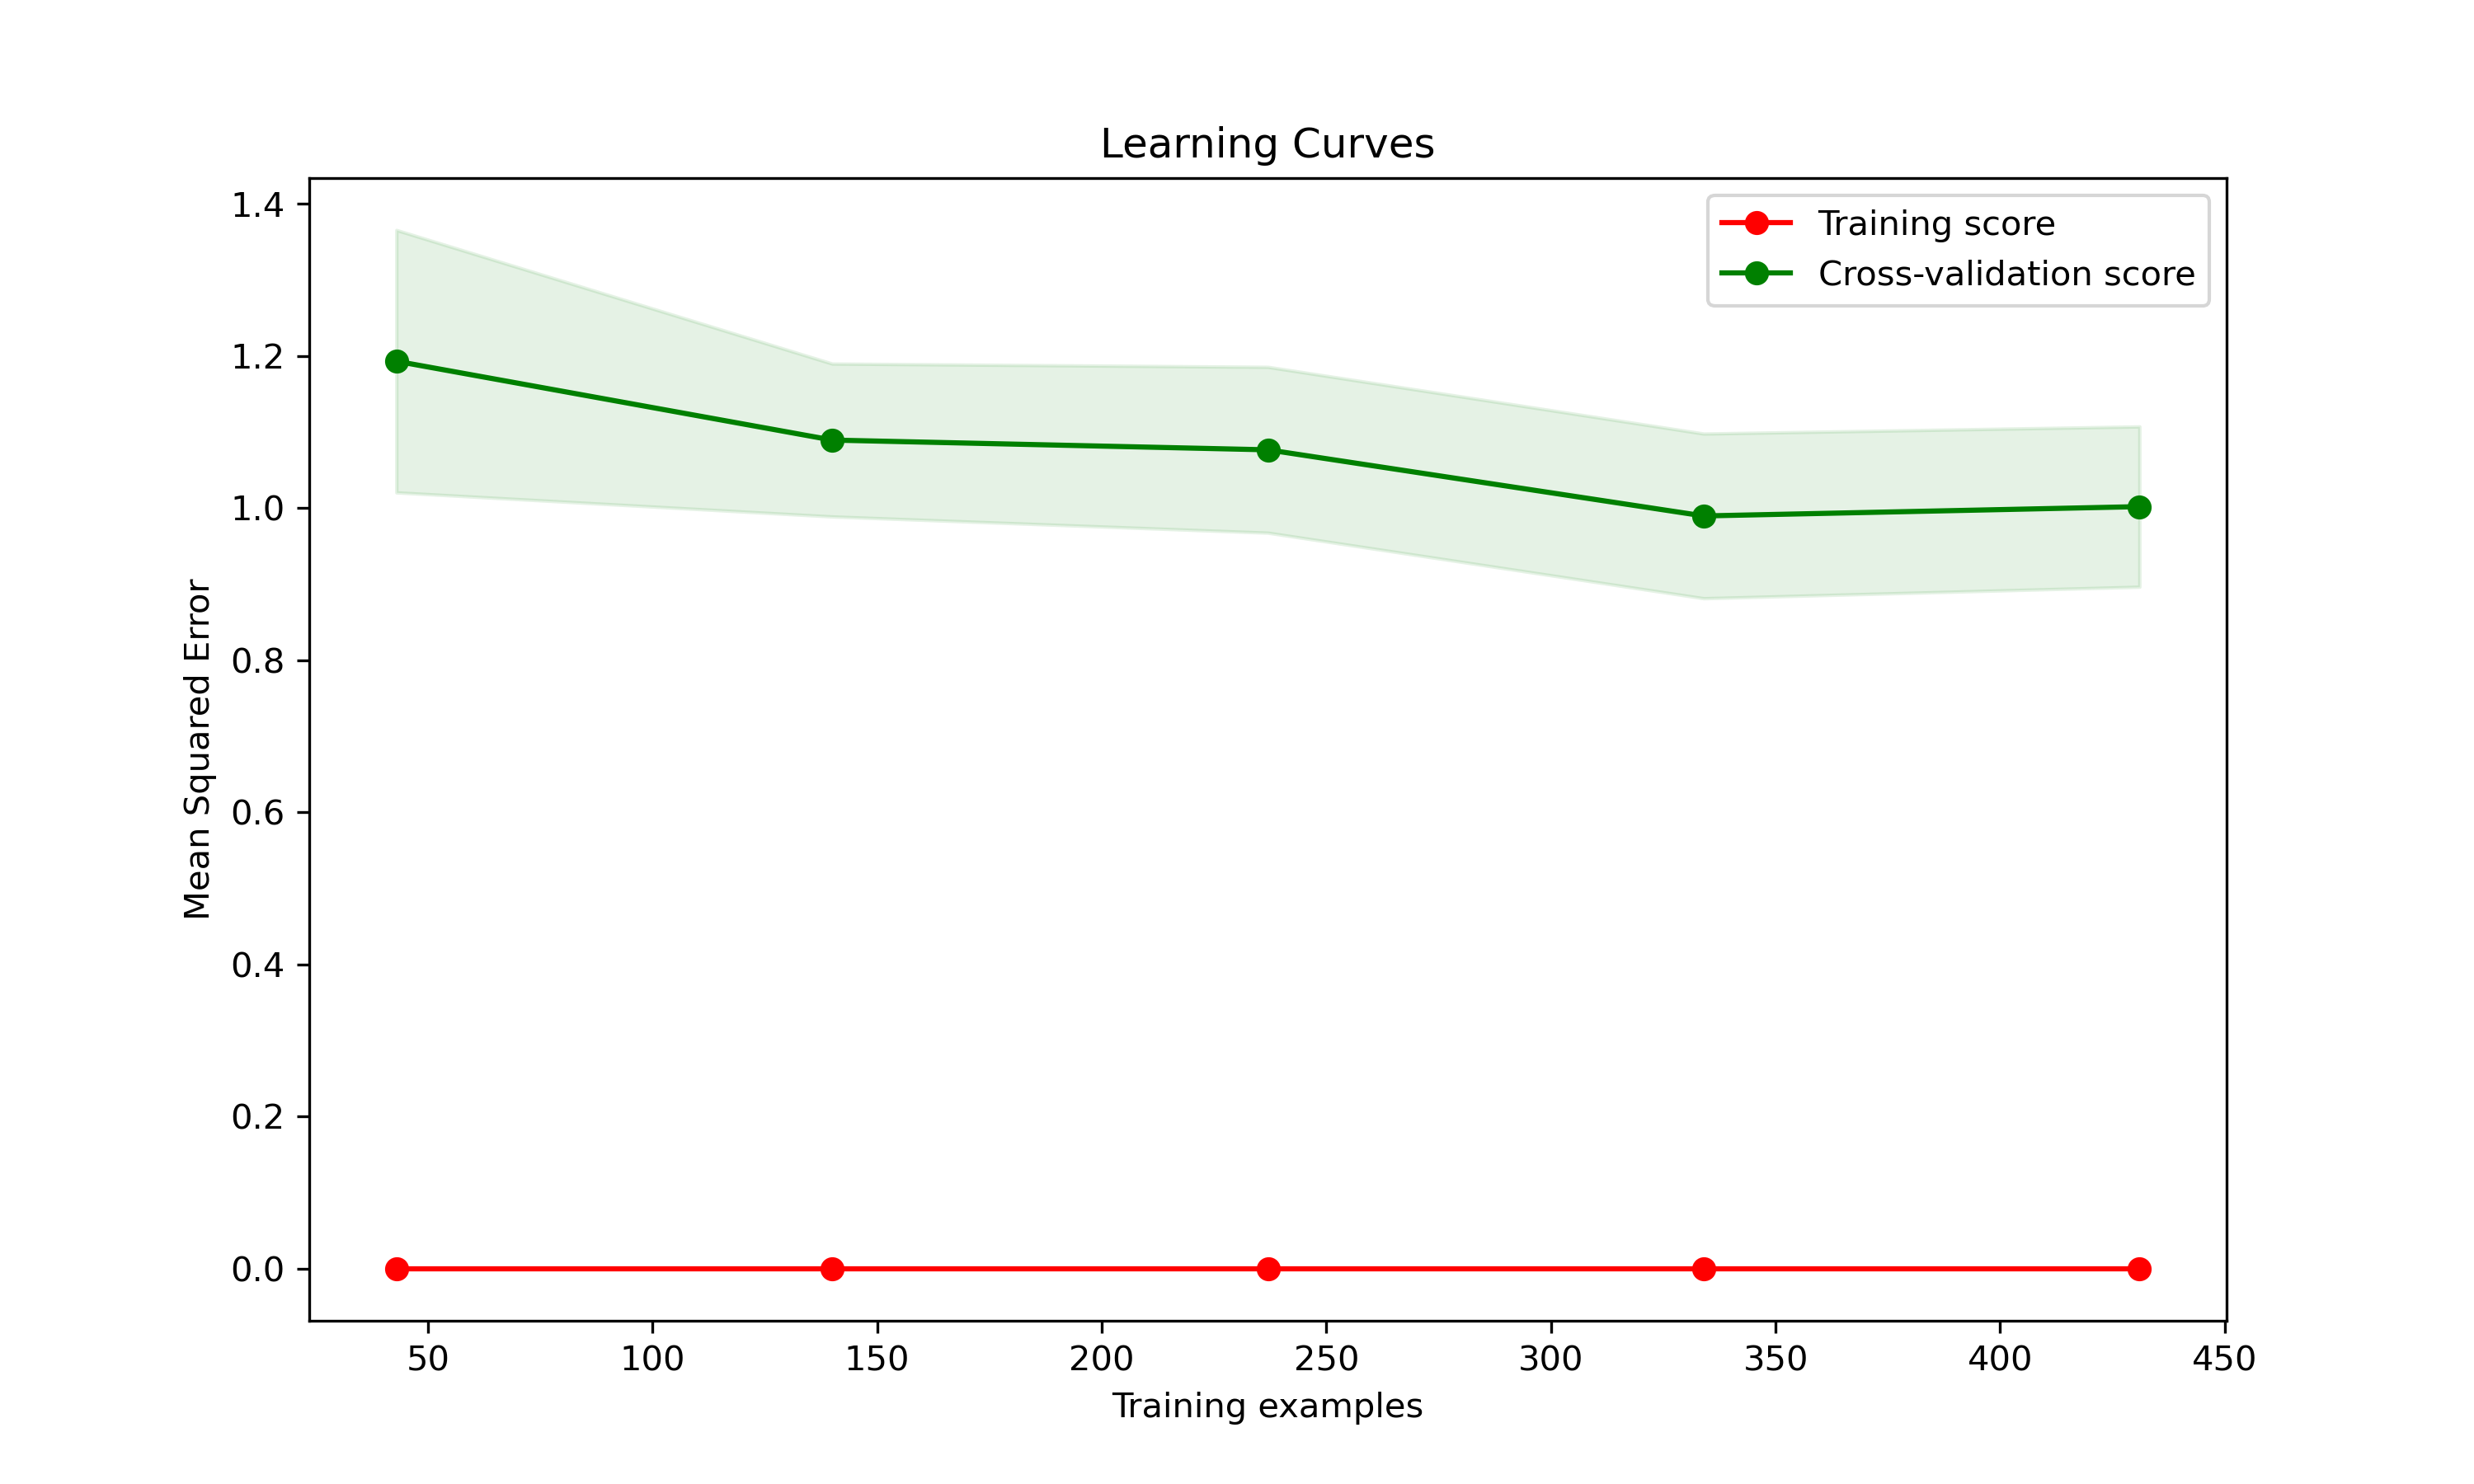 Learning Curves
Training score
Cross-validation score
Mean Squared Error
1.4
1.2
1.0
0.8
0.6
0.4
0.2
0.0
50 100 150 200 250 300 350 400 450
Training examples